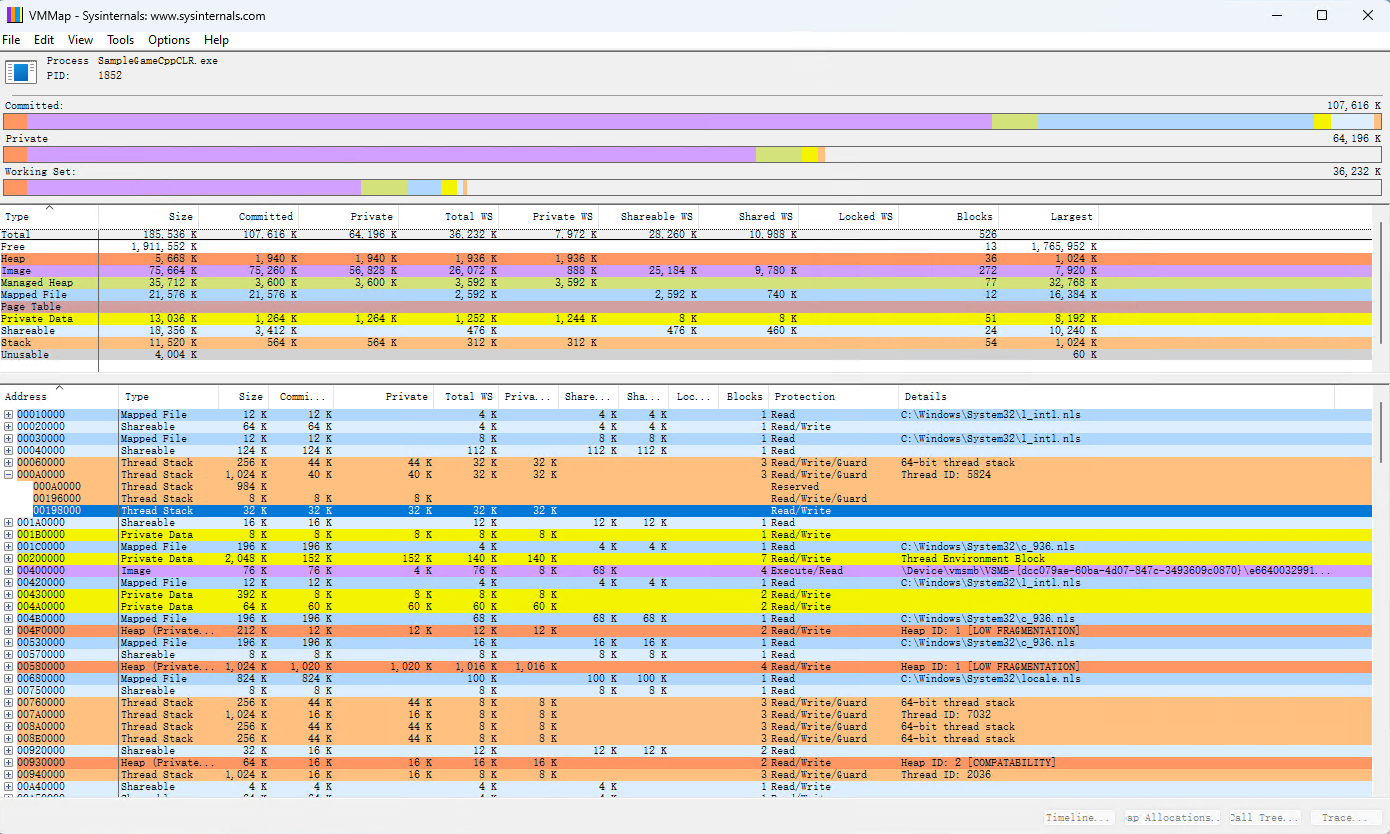 VMMap - Sysinternals: www.sysinternals.com
File Edit View Tools Options Help
Process SampleGameCppCLR.exe
PID: 1852
Committed: 107,616 K
Private 64,196 K
Working Set: 36,232 K
Type Size Committed Private Total WS Private WS Shareable WS Shared WS Locked WS Blocks Largest
Total 185,536 K 107,616 K 64,196 K 36,232 K 7,972 K 28,260 K 10,988 K 526
Free 1,911,552 K 13 1,765,952 K
Heap 5,668 K 1,940 K 1,940 K 1,936 K 1,936 K 36 1,024 K
Image 75,664 K 75,260 K 56,828 K 26,072 K 888 K 25,184 K 9,780 K 272 7,920 K
Managed Heap 35,712 K 3,600 K 3,600 K 3,592 K 3,592 K 77 32,768 K
Mapped File 21,576 K 21,576 K 2,592 K 2,592 K 740 K 12 16,384 K
Page Table
Private Data 13,036 K 1,264 K 1,264 K 1,252 K 1,244 K 8 K 8 K 51 8,192 K
Shareable 18,356 K 3,412 K 476 K 476 K 460 K 24 10,240 K
Stack 11,520 K 564 K 564 K 312 K 312 K 54 1,024 K
Unusable 4,004 K 60 K
Address Type Size Commi... Private Total WS Priva... Share... Sha... Loc... Blocks Protection Details
00010000 Mapped File 12 K 12 K 4 K 4 K 4 K 1 Read C:\Windows\System32\l_intl.nls
00020000 Shareable 64 K 64 K 4 K 4 K 4 K 1 Read/Write
00030000 Mapped File 12 K 12 K 8 K 8 K 8 K 1 Read C:\Windows\System32\l_intl.nls
00040000 Shareable 124 K 124 K 112 K 112 K 112 K 1 Read
00060000 Thread Stack 256 K 44 K 44 K 32 K 32 K 3 Read/Write/Guard 64-bit thread stack
000A0000 Thread Stack 1,024 K 40 K 40 K 32 K 32 K 3 Read/Write/Guard Thread ID: 5824
000A0000 Thread Stack 984 K Reserved
00196000 Thread Stack 8 K 8 K 8 K Read/Write/Guard
00198000 Thread Stack 32 K 32 K 32 K 32 K 32 K Read/Write
001A0000 Shareable 16 K 16 K 12 K 12 K 12 K 1 Read
001B0000 Private Data 8 K 8 K 8 K 8 K 8 K 1 Read/Write
001C0000 Mapped File 196 K 196 K 4 K 4 K 4 K 1 Read C:\Windows\System32\c_936.nls
00200000 Private Data 2,048 K 152 K 152 K 140 K 140 K 7 Read/Write Thread Environment Block
00400000 Image 76 K 76 K 4 K 76 K 8 K 68 K 4 Execute/Read \Device\vmsmb\VSMB-{dcc079ae-60ba-4d07-847c-3493609c0870}\e6640032991...
00420000 Mapped File 12 K 12 K 4 K 4 K 4 K 1 Read C:\Windows\System32\l_intl.nls
00430000 Private Data 392 K 8 K 8 K 8 K 8 K 2 Read/Write
004A0000 Private Data 64 K 60 K 60 K 60 K 60 K 2 Read/Write
004B0000 Mapped File 196 K 196 K 68 K 68 K 68 K 1 Read C:\Windows\System32\c_936.nls
004F0000 Heap (Private... 212 K 12 K 12 K 12 K 12 K 2 Read/Write Heap ID: 1 [LOW FRAGMENTATION]
00530000 Mapped File 196 K 196 K 16 K 16 K 16 K 1 Read C:\Windows\System32\c_936.nls
00570000 Shareable 8 K 8 K 8 K 8 K 8 K 1 Read
00580000 Heap (Private... 1,024 K 1,020 K 1,020 K 1,016 K 1,016 K 4 Read/Write Heap ID: 1 [LOW FRAGMENTATION]
00680000 Mapped File 824 K 824 K 100 K 100 K 100 K 1 Read C:\Windows\System32\locale.nls
00750000 Shareable 8 K 8 K 8 K 8 K 8 K 1 Read
00760000 Thread Stack 256 K 44 K 44 K 8 K 8 K 3 Read/Write/Guard 64-bit thread stack
007A0000 Thread Stack 1,024 K 16 K 16 K 8 K 8 K 3 Read/Write/Guard Thread ID: 7032
008A0000 Thread Stack 256 K 44 K 44 K 8 K 8 K 3 Read/Write/Guard 64-bit thread stack
008E0000 Thread Stack 256 K 44 K 44 K 8 K 8 K 3 Read/Write/Guard 64-bit thread stack
00920000 Shareable 32 K 16 K 12 K 12 K 12 K 2 Read
00930000 Heap (Private... 64 K 16 K 16 K 16 K 16 K 2 Read/Write Heap ID: 2 [COMPATABILITY]
00940000 Thread Stack 1,024 K 16 K 16 K 8 K 8 K 3 Read/Write/Guard Thread ID: 2036
00A40000 Shareable 4 K 4 K 4 K 4 K 1 Read/Write
Timeline... ap Allocations.. Call Tree... Trace...